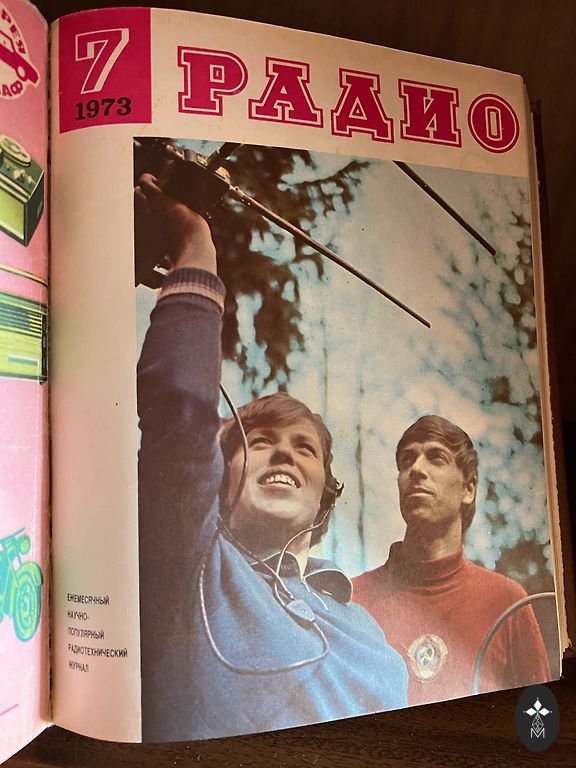 7
1973
РАДИО
ЕЖЕМЕСЯЧНЫЙ
НАУЧНО-
ПОПУЛЯРНЫЙ
РАДИОТЕХНИЧЕСКИЙ
ЖУРНАЛ